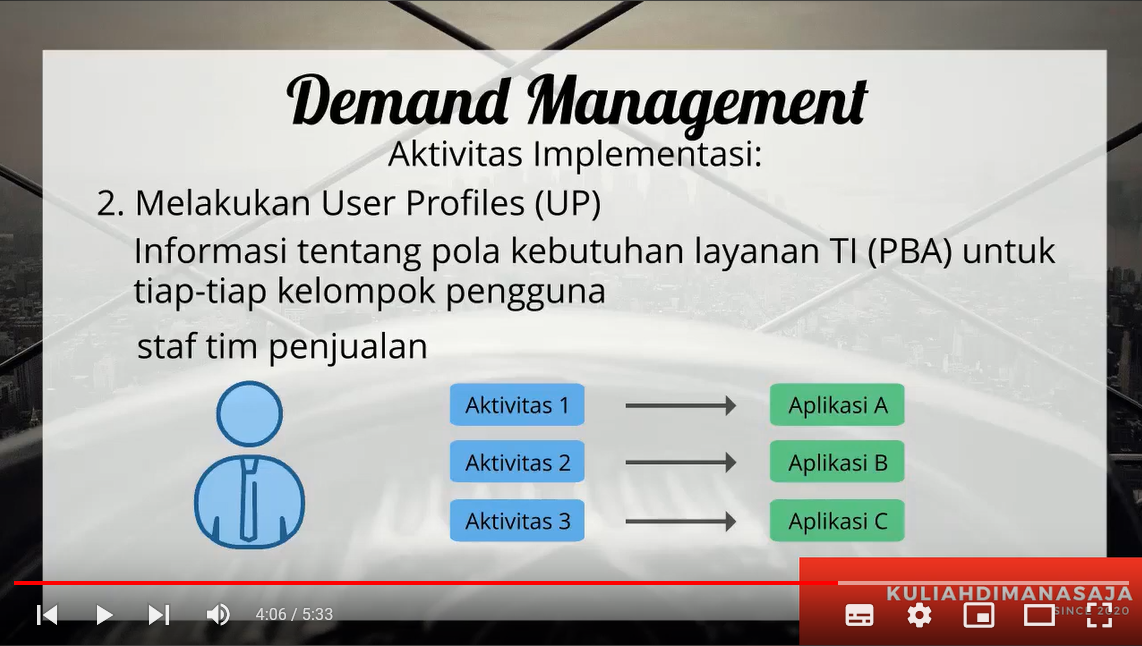 Demand Management
Aktivitas Implementasi:
2. Melakukan User Profiles (UP)
Informasi tentang pola kebutuhan layanan TI (PBA) untuk
tiap-tiap kelompok pengguna
staf tim penjualan
Aktivitas 1
Aplikasi A
Aktivitas 2
Aplikasi B
Aktivitas 3
Aplikasi C
KULIAHDIMANASAJA
SINCE 2020
4:06 / 5:33